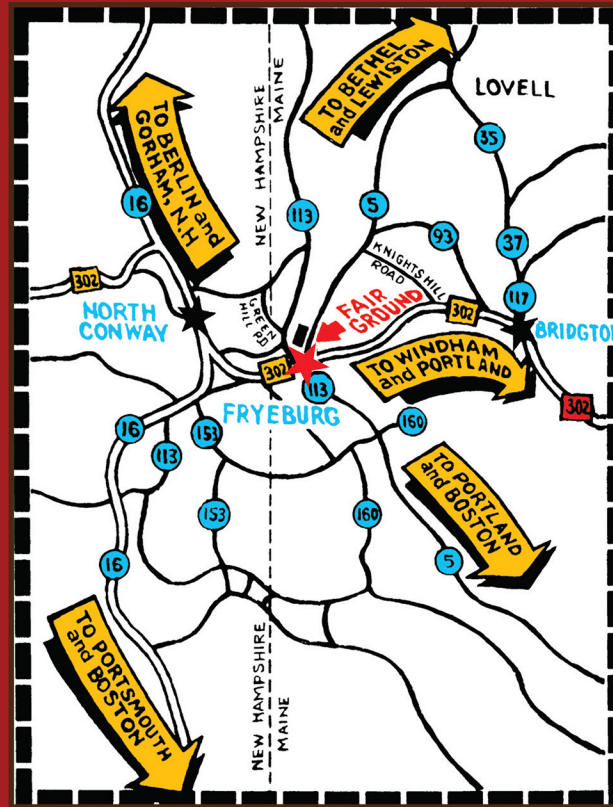 TO BERLIN and
GORHAM, N.H
TO BETHEL
and LEWISTON
LOVELL
35
16
NEW HAMPSHIRE
MAINE
113
5
93
37
302
KNIGHTS HILL
ROAD
117
NORTH
CONWAY
GREEN
HILL RD
FAIR
GROUND
302
BRIDGTON
302
113
TO WINDHAM
and PORTLAND
302
FRYEBURG
16
113
153
160
TO PORTLAND
and BOSTON
153
160
16
5
TO PORTSMOUTH
and BOSTON
NEW HAMPSHIRE
MAINE